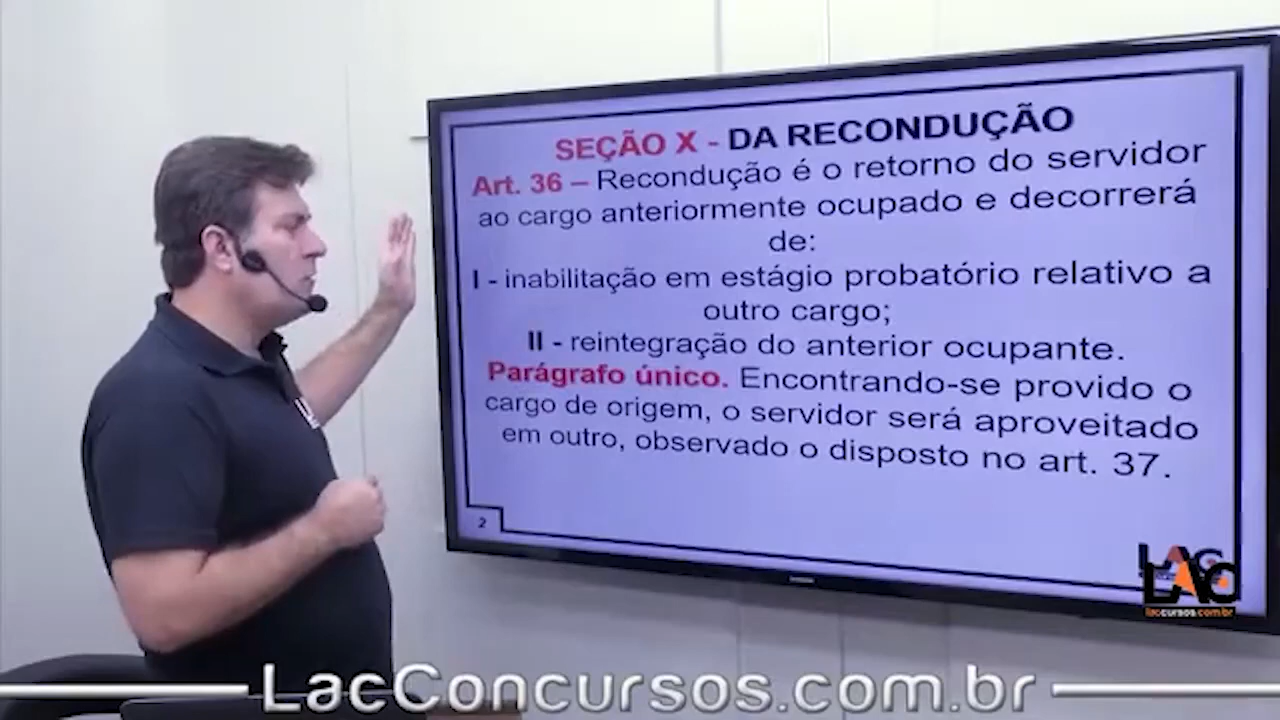 SEÇÃO X - DA RECONDUÇÃO
Art. 36 – Recondução é o retorno do servidor
ao cargo anteriormente ocupado e decorrerá
de:
I - inabilitação em estágio probatório relativo a
outro cargo;
II - reintegração do anterior ocupante.
Parágrafo único. Encontrando-se provido o
cargo de origem, o servidor será aproveitado
em outro, observado o disposto no art. 37.
2
LAC
laccursos.com.br
LacConcursos.com.br